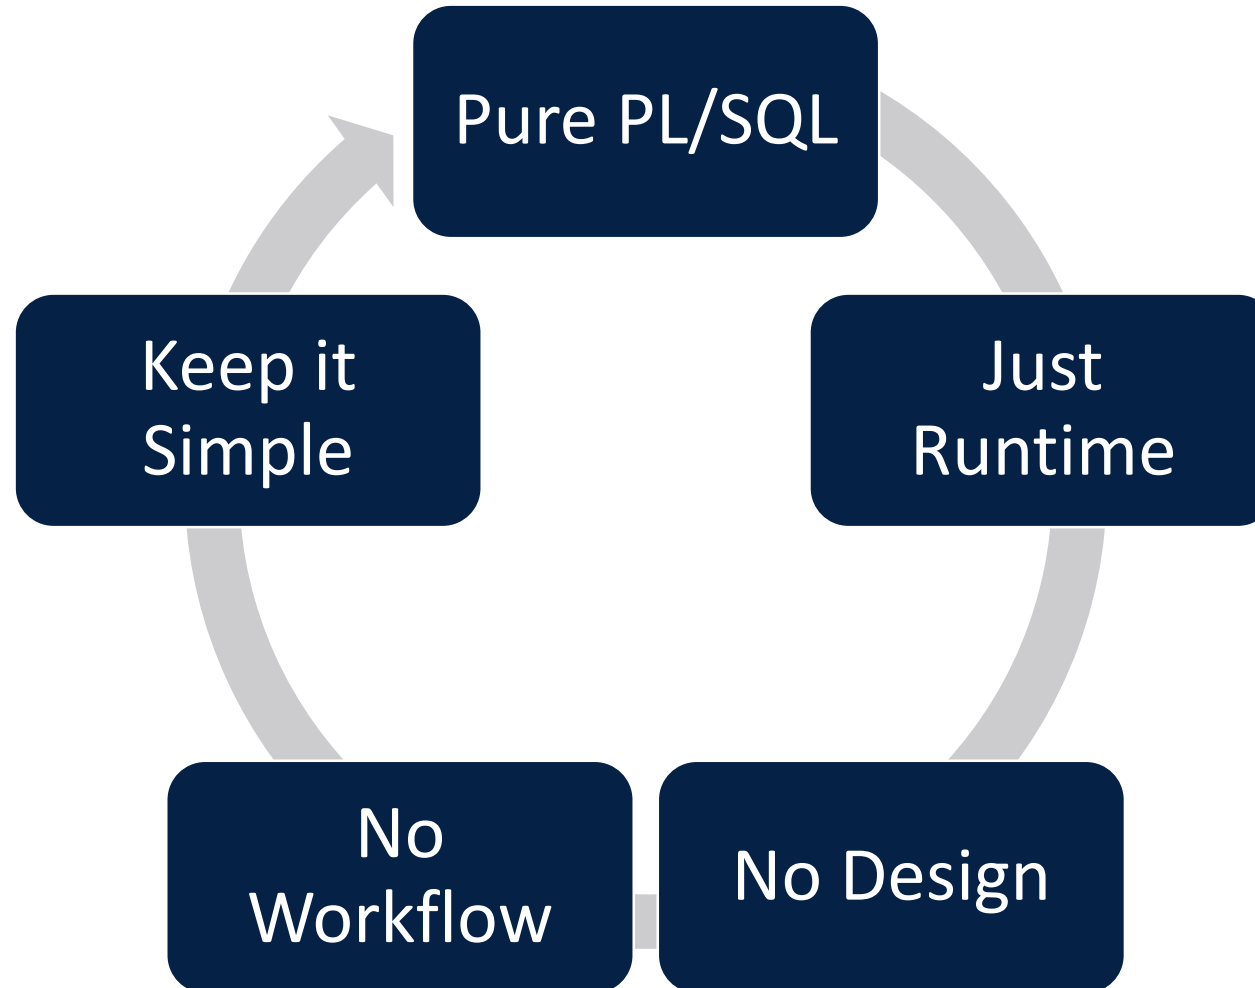 Pure PL/SQL
Just
Runtime
No Design
No
Workflow
Keep it
Simple